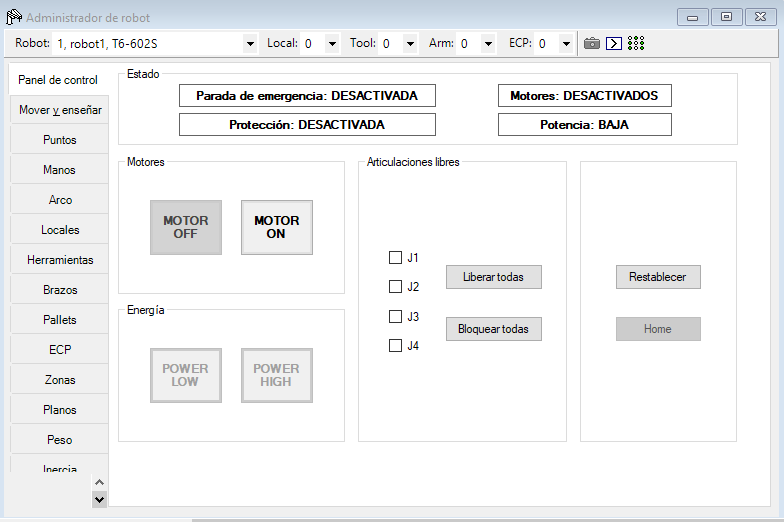 Administrador de robot
Robot: 1, robot1, T6-602S Local: 0 Tool: 0 Arm: 0 ECP: 0
Panel de control
Mover y enseñar
Puntos
Manos
Arco
Locales
Herramientas
Brazos
Pallets
ECP
Zonas
Planos
Peso
Inercia
Estado
Parada de emergencia: DESACTIVADA
Motores: DESACTIVADOS
Protección: DESACTIVADA
Potencia: BAJA
Motores
MOTOR
OFF
MOTOR
ON
Energía
POWER
LOW
POWER
HIGH
Articulaciones libres
J1
J2
J3
J4
Liberar todas
Bloquear todas
Restablecer
Home